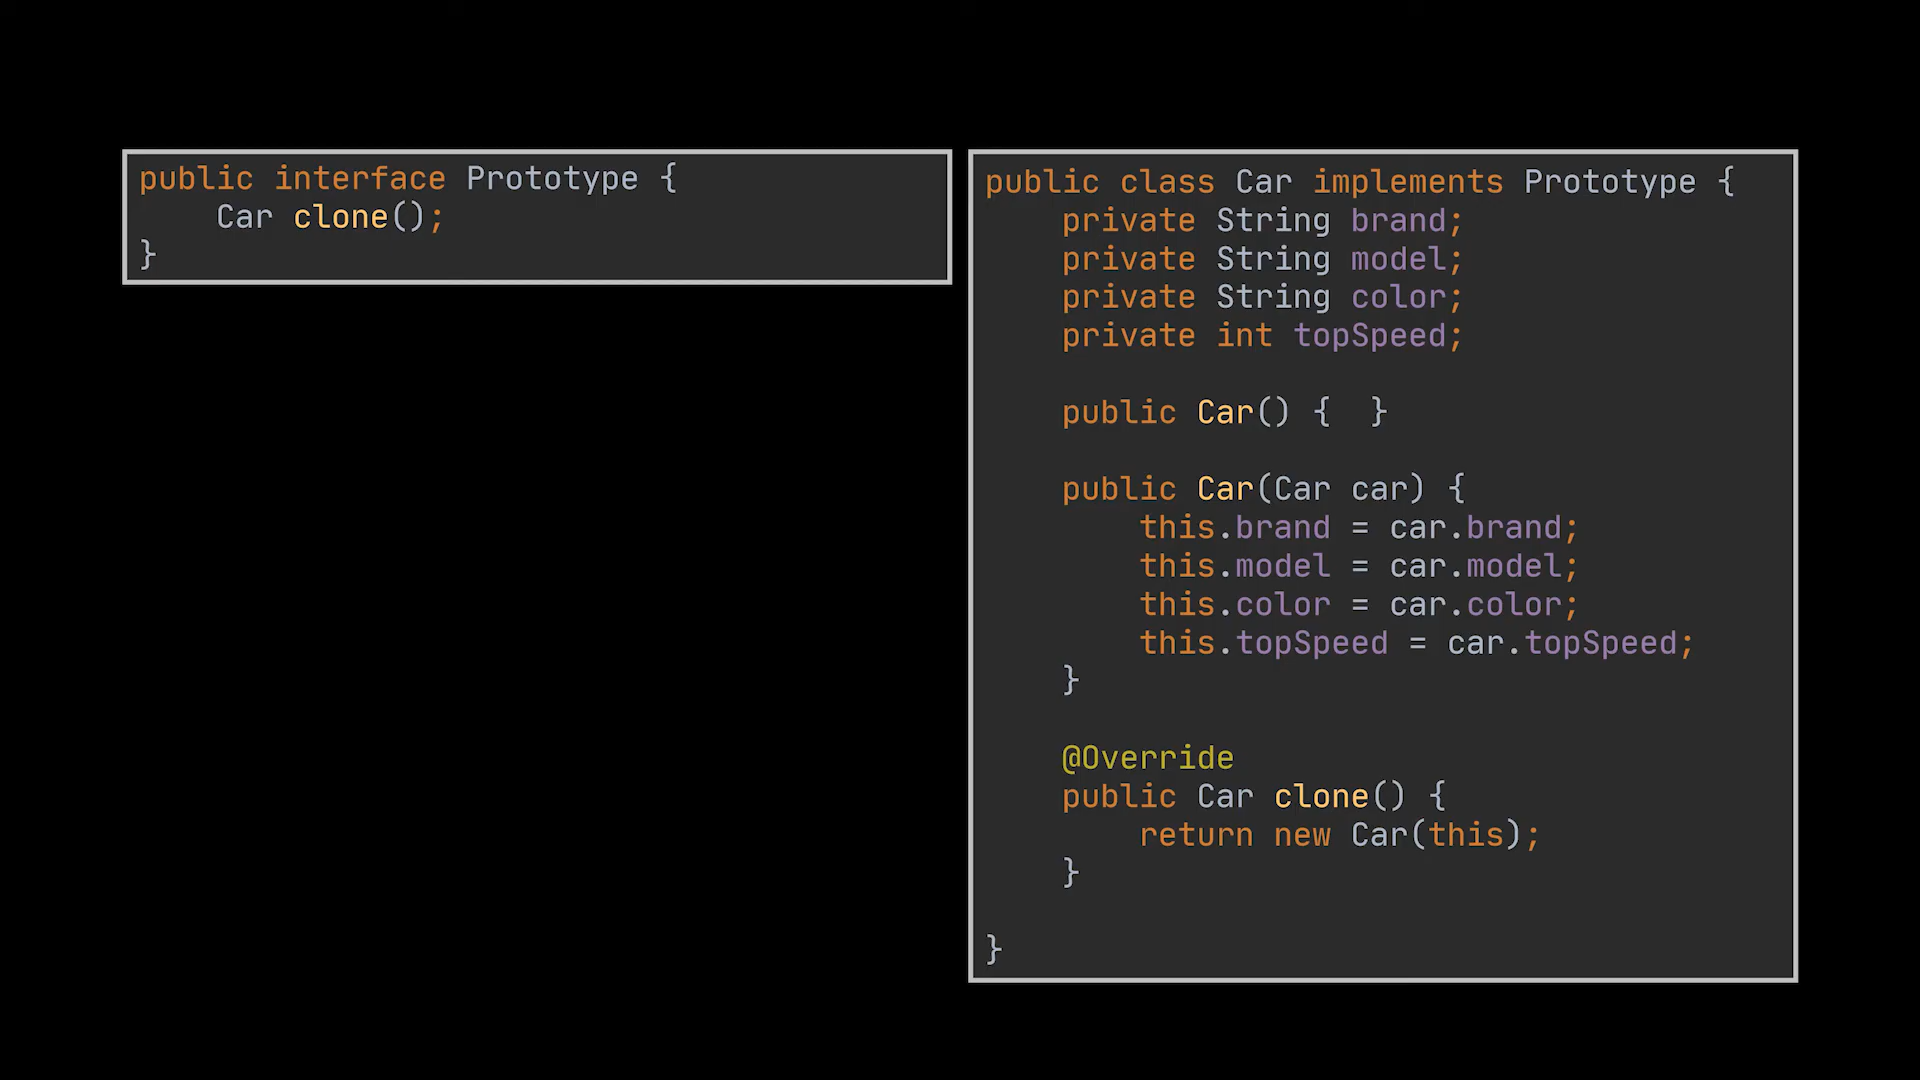 public interface Prototype {
    Car clone();
}
public class Car implements Prototype {
    private String brand;
    private String model;
    private String color;
    private int topSpeed;
    public Car() {  }
    public Car(Car car) {
        this.brand = car.brand;
        this.model = car.model;
        this.color = car.color;
        this.topSpeed = car.topSpeed;
    }
    @Override
    public Car clone() {
        return new Car(this);
    }
}